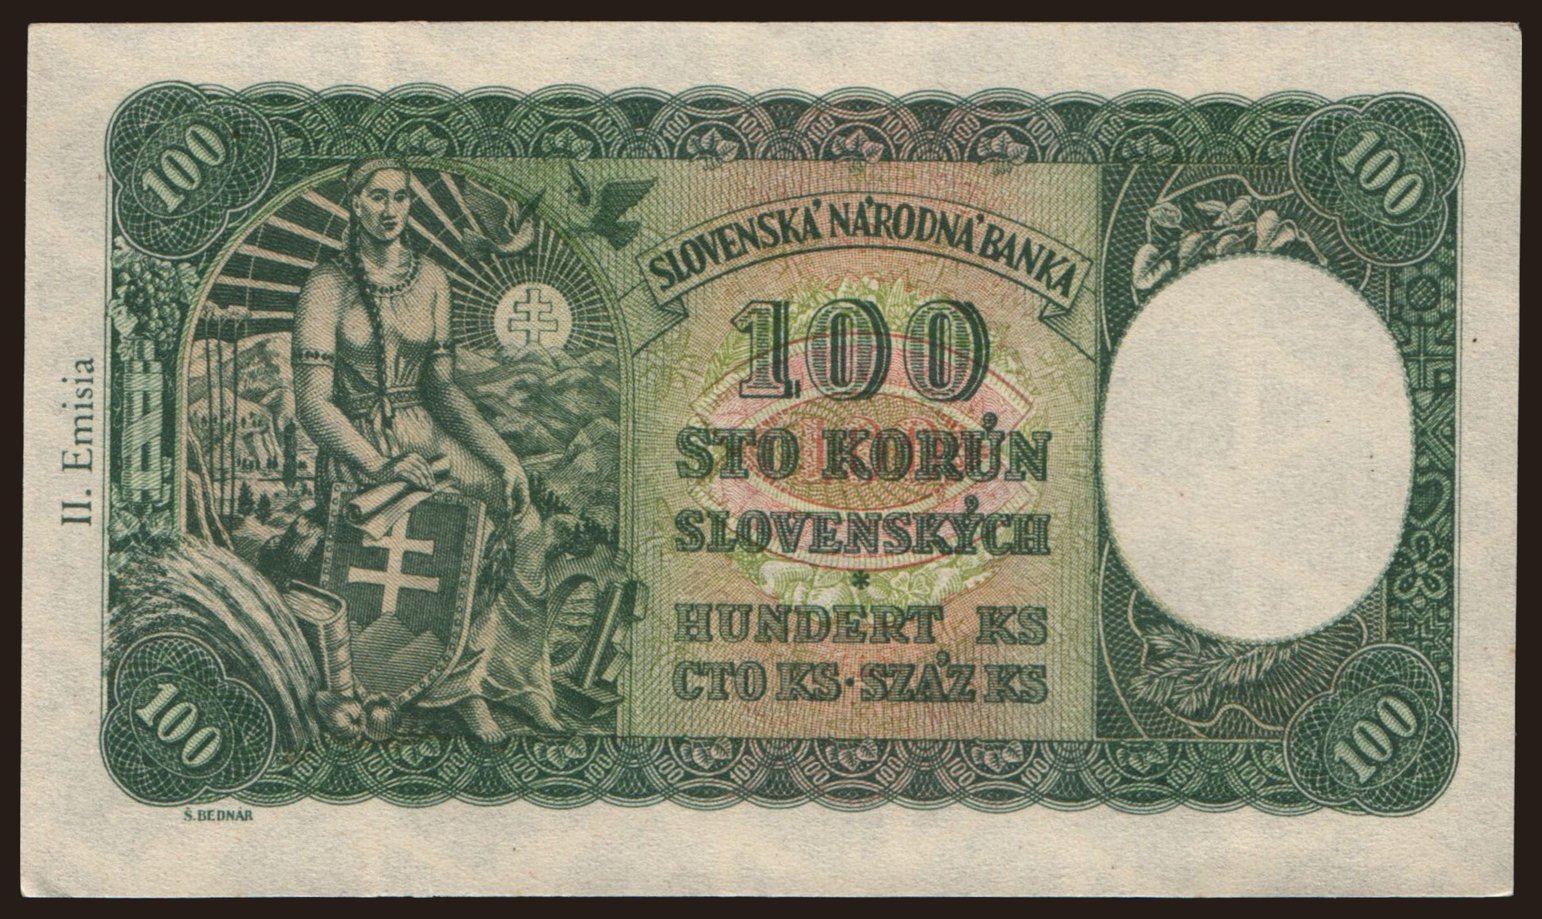 100
100
SLOVENSKÁ NÁRODNÁ BANKA
100
STO KORÚN
SLOVENSKÝCH
*
HUNDERT KS
СТО KS · SZÁZ KS
II. Emisia
100
100
Š. BEDNÁR